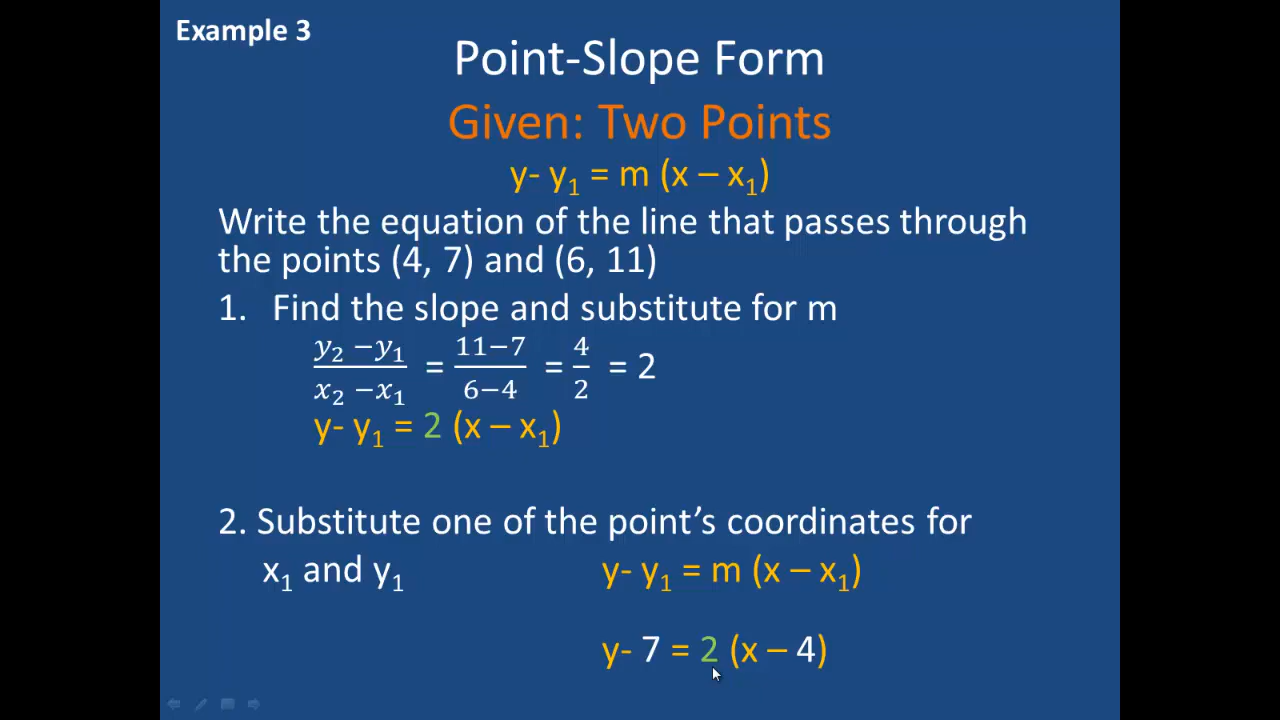 Example 3
Point-Slope Form
Given: Two Points
y- y₁ = m (x – x₁)
Write the equation of the line that passes through
the points (4, 7) and (6, 11)
1. Find the slope and substitute for m
(y₂ −y₁)/(x₂ −x₁) = (11−7)/(6−4) = 4/2 = 2
y- y₁ = 2 (x – x₁)
2. Substitute one of the point’s coordinates for
x₁ and y₁ y- y₁ = m (x – x₁)
y- 7 = 2 (x – 4)